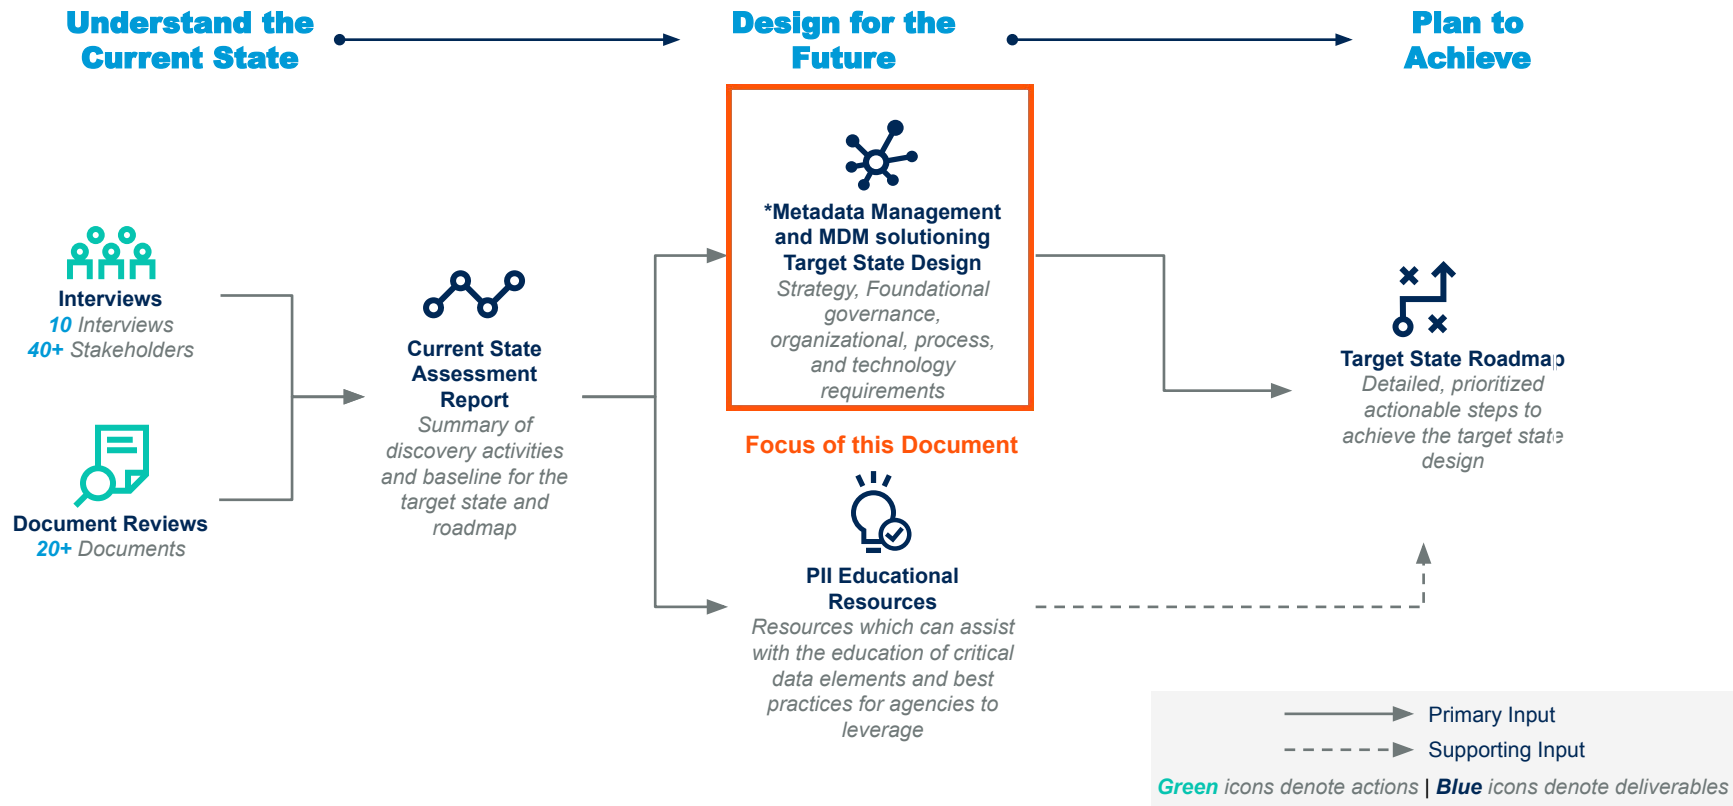 Understand the
Current State
Design for the
Future
Plan to
Achieve
Interviews
10 Interviews
40+ Stakeholders
Document Reviews
20+ Documents
Current State
Assessment
Report
Summary of
discovery activities
and baseline for the
target state and
roadmap
*Metadata Management
and MDM solutioning
Target State Design
Strategy, Foundational
governance,
organizational, process,
and technology
requirements
Focus of this Document
PII Educational
Resources
Resources which can assist
with the education of critical
data elements and best
practices for agencies to
leverage
Target State Roadmap
Detailed, prioritized
actionable steps to
achieve the target state
design
Primary Input
Supporting Input
Green icons denote actions | Blue icons denote deliverables